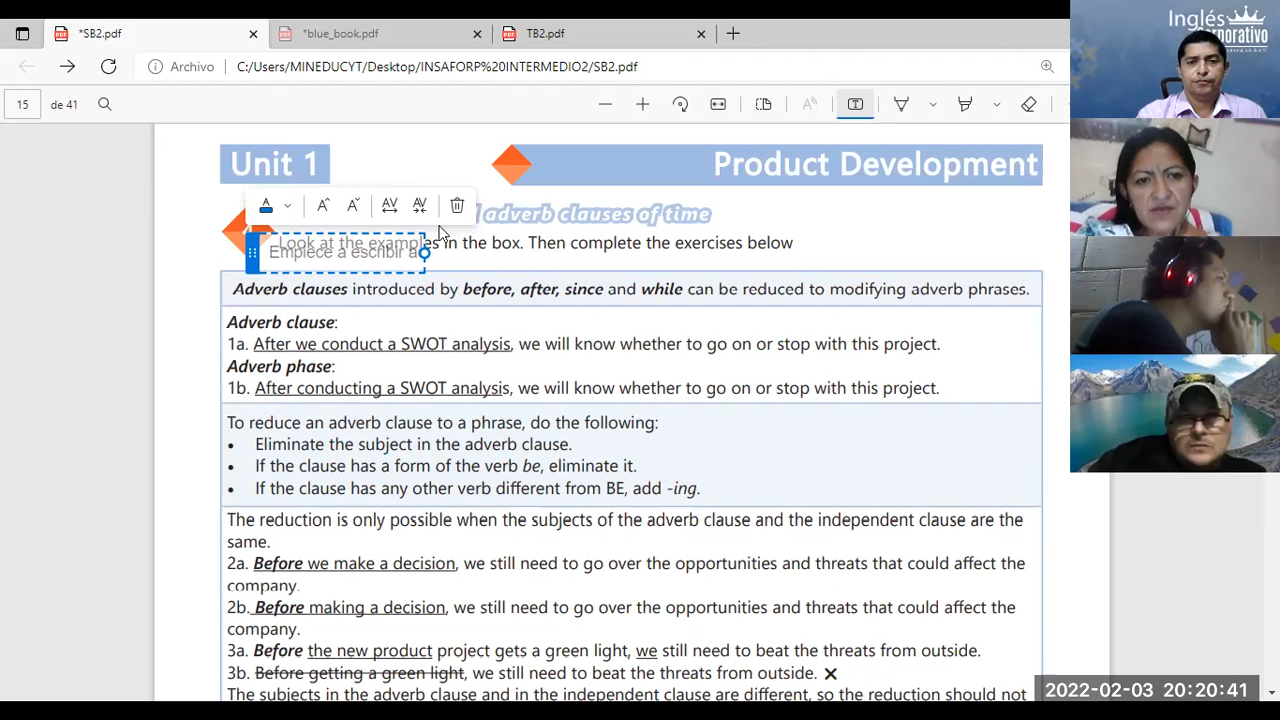 *SB2.pdf
*blue_book.pdf
TB2.pdf
Archivo
C:/Users/MINEDUCYT/Desktop/INSAFORP%20INTERMEDIO2/SB2.pdf
15 de 41
Inglés
Corporativo
Unit 1
Product Development
adverb clauses of time
Look at the examples in the box. Then complete the exercises below
Empiece a escribir a
Adverb clauses introduced by before, after, since and while can be reduced to modifying adverb phrases.
Adverb clause:
1a. After we conduct a SWOT analysis, we will know whether to go on or stop with this project.
Adverb phase:
1b. After conducting a SWOT analysis, we will know whether to go on or stop with this project.
To reduce an adverb clause to a phrase, do the following:
• Eliminate the subject in the adverb clause.
• If the clause has a form of the verb be, eliminate it.
• If the clause has any other verb different from BE, add -ing.
The reduction is only possible when the subjects of the adverb clause and the independent clause are the
same.
2a. Before we make a decision, we still need to go over the opportunities and threats that could affect the
company.
2b. Before making a decision, we still need to go over the opportunities and threats that could affect the
company.
3a. Before the new product project gets a green light, we still need to beat the threats from outside.
3b. Before getting a green light, we still need to beat the threats from outside. ✗
The subjects in the adverb clause and in the independent clause are different, so the reduction should not
2022-02-03 20:20:41